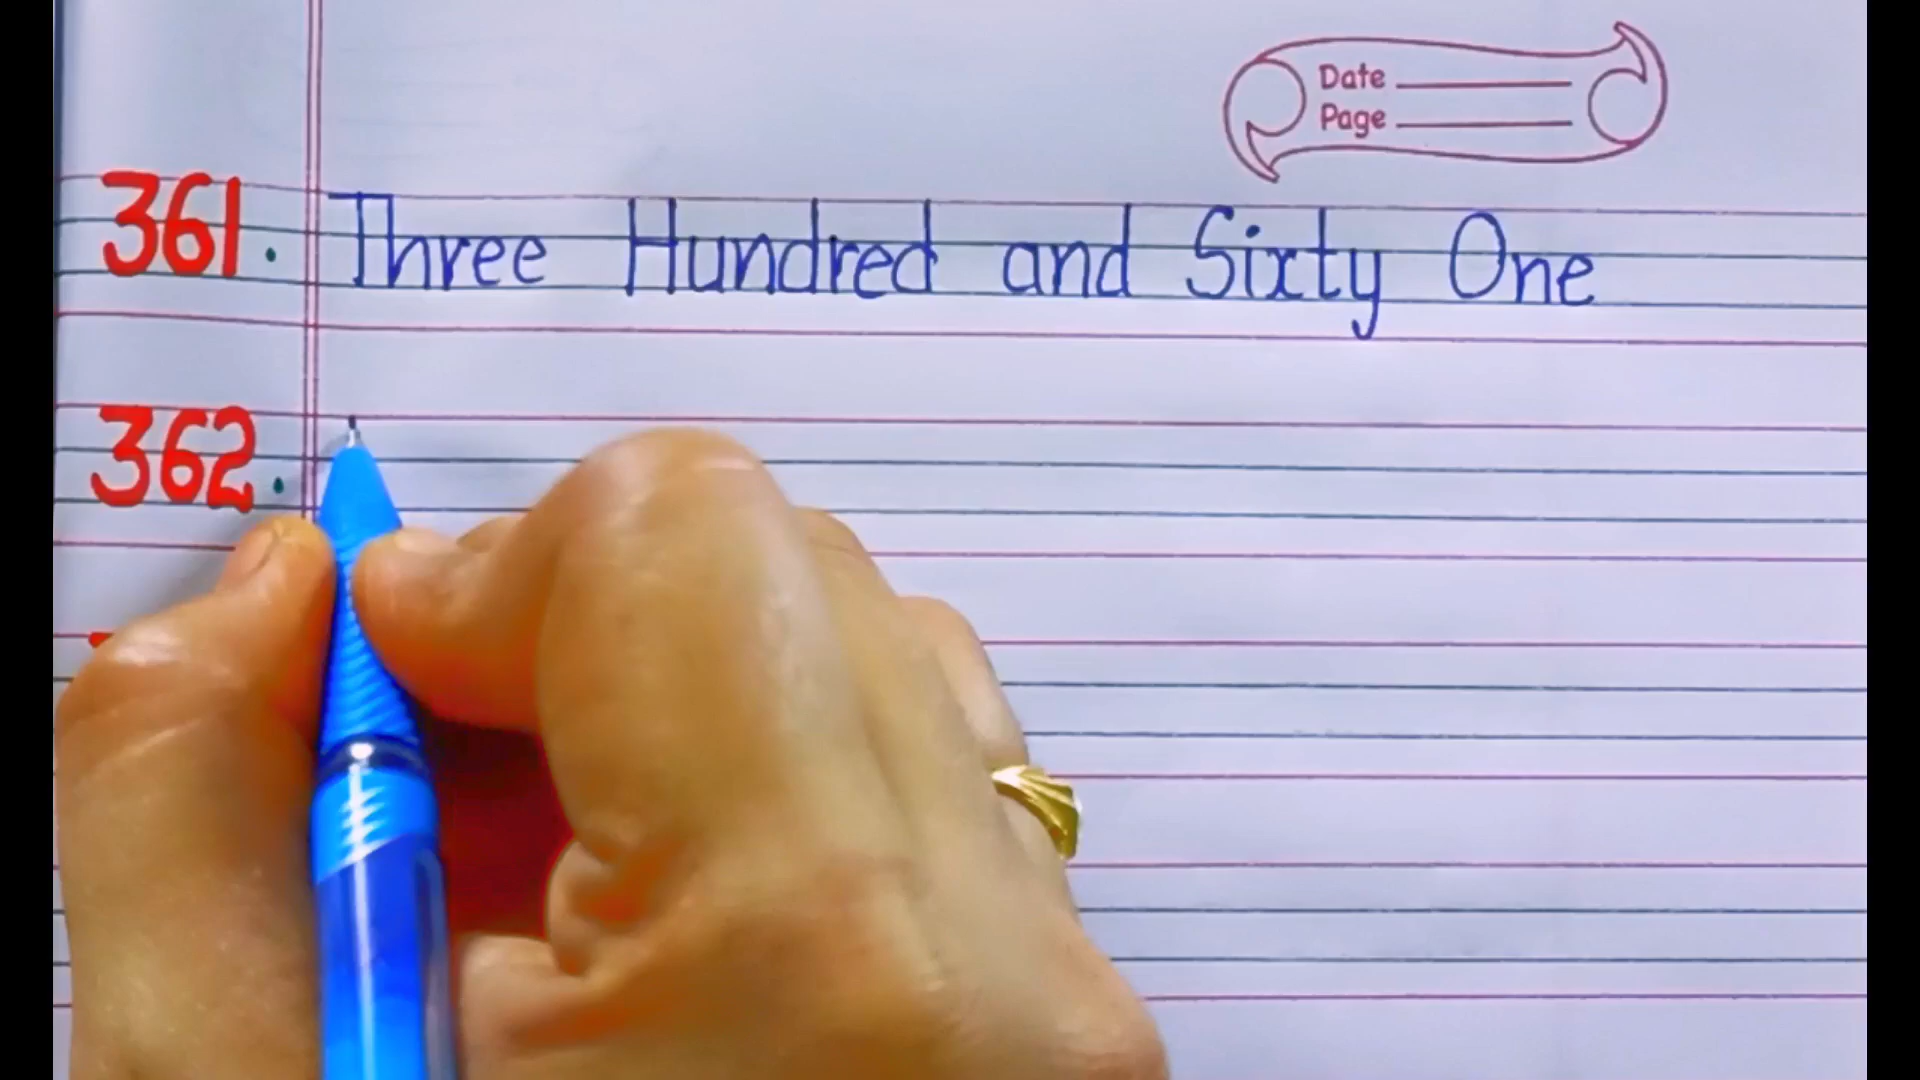 Date
Page
361. Three Hundred and Sixty One
362.